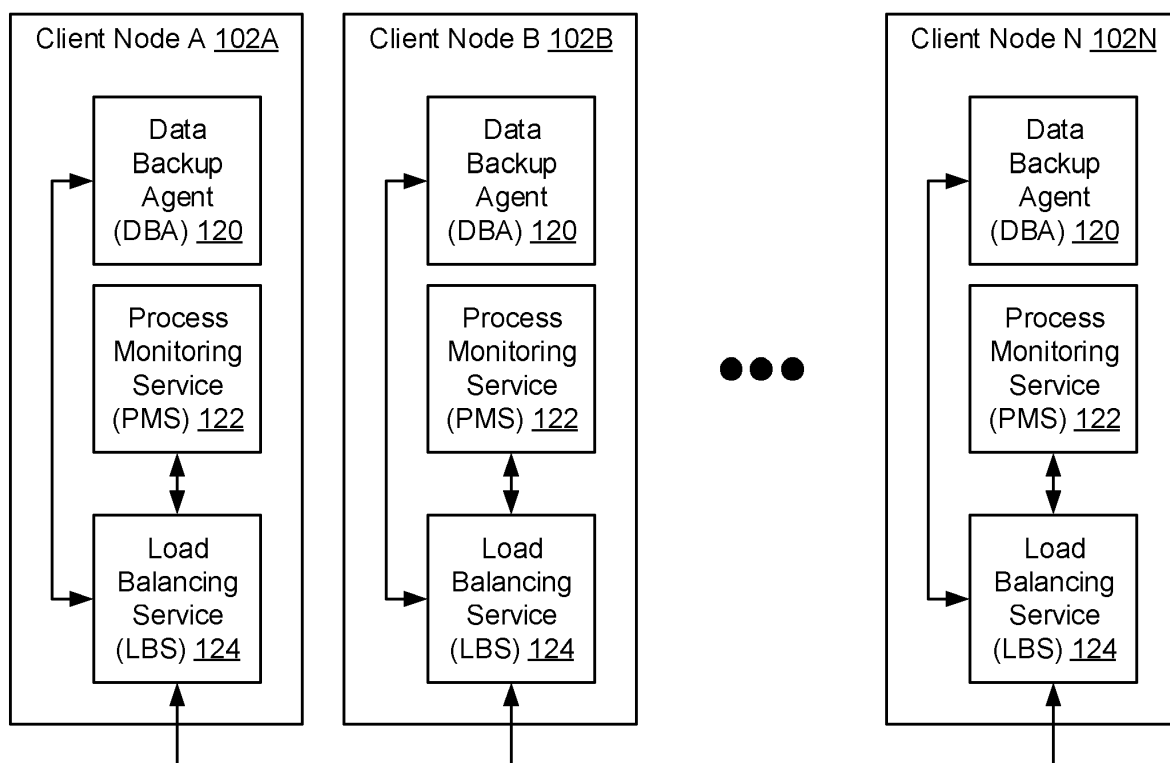 Client Node A 102A
Data
Backup
Agent
(DBA) 120
Process
Monitoring
Service
(PMS) 122
Load
Balancing
Service
(LBS) 124
Client Node B 102B
Data
Backup
Agent
(DBA) 120
Process
Monitoring
Service
(PMS) 122
Load
Balancing
Service
(LBS) 124
Client Node N 102N
Data
Backup
Agent
(DBA) 120
Process
Monitoring
Service
(PMS) 122
Load
Balancing
Service
(LBS) 124